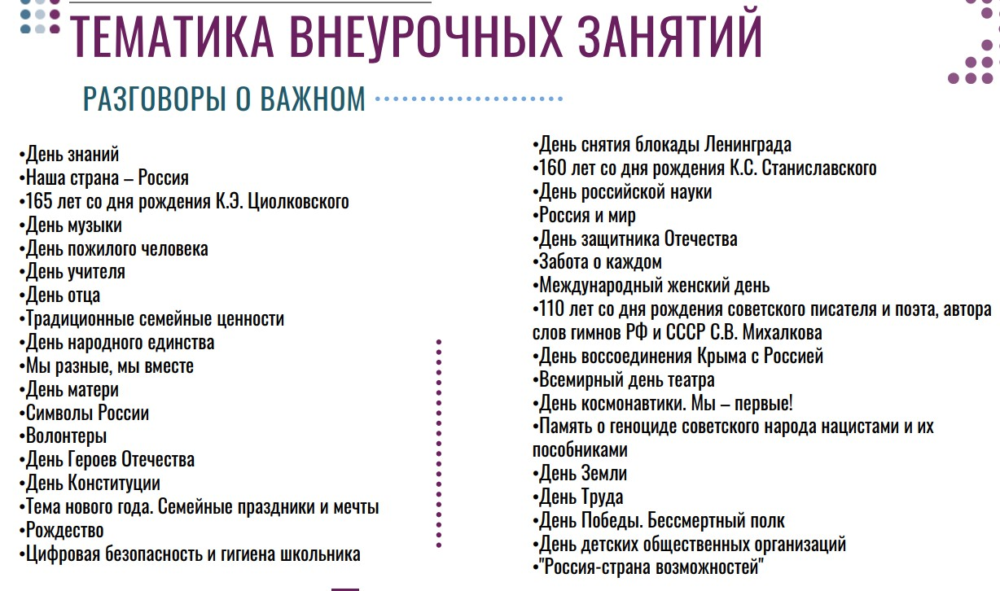 ТЕМАТИКА ВНЕУРОЧНЫХ ЗАНЯТИЙ
РАЗГОВОРЫ О ВАЖНОМ
•День знаний
•Наша страна – Россия
•165 лет со дня рождения К.Э. Циолковского
•День музыки
•День пожилого человека
•День учителя
•День отца
•Традиционные семейные ценности
•День народного единства
•Мы разные, мы вместе
•День матери
•Символы России
•Волонтеры
•День Героев Отечества
•День Конституции
•Тема нового года. Семейные праздники и мечты
•Рождество
•Цифровая безопасность и гигиена школьника
•День снятия блокады Ленинграда
•160 лет со дня рождения К.С. Станиславского
•День российской науки
•Россия и мир
•День защитника Отечества
•Забота о каждом
•Международный женский день
•110 лет со дня рождения советского писателя и поэта, автора
слов гимнов РФ и СССР С.В. Михалкова
•День воссоединения Крыма с Россией
•Всемирный день театра
•День космонавтики. Мы – первые!
•Память о геноциде советского народа нацистами и их
пособниками
•День Земли
•День Труда
•День Победы. Бессмертный полк
•День детских общественных организаций
•"Россия-страна возможностей"